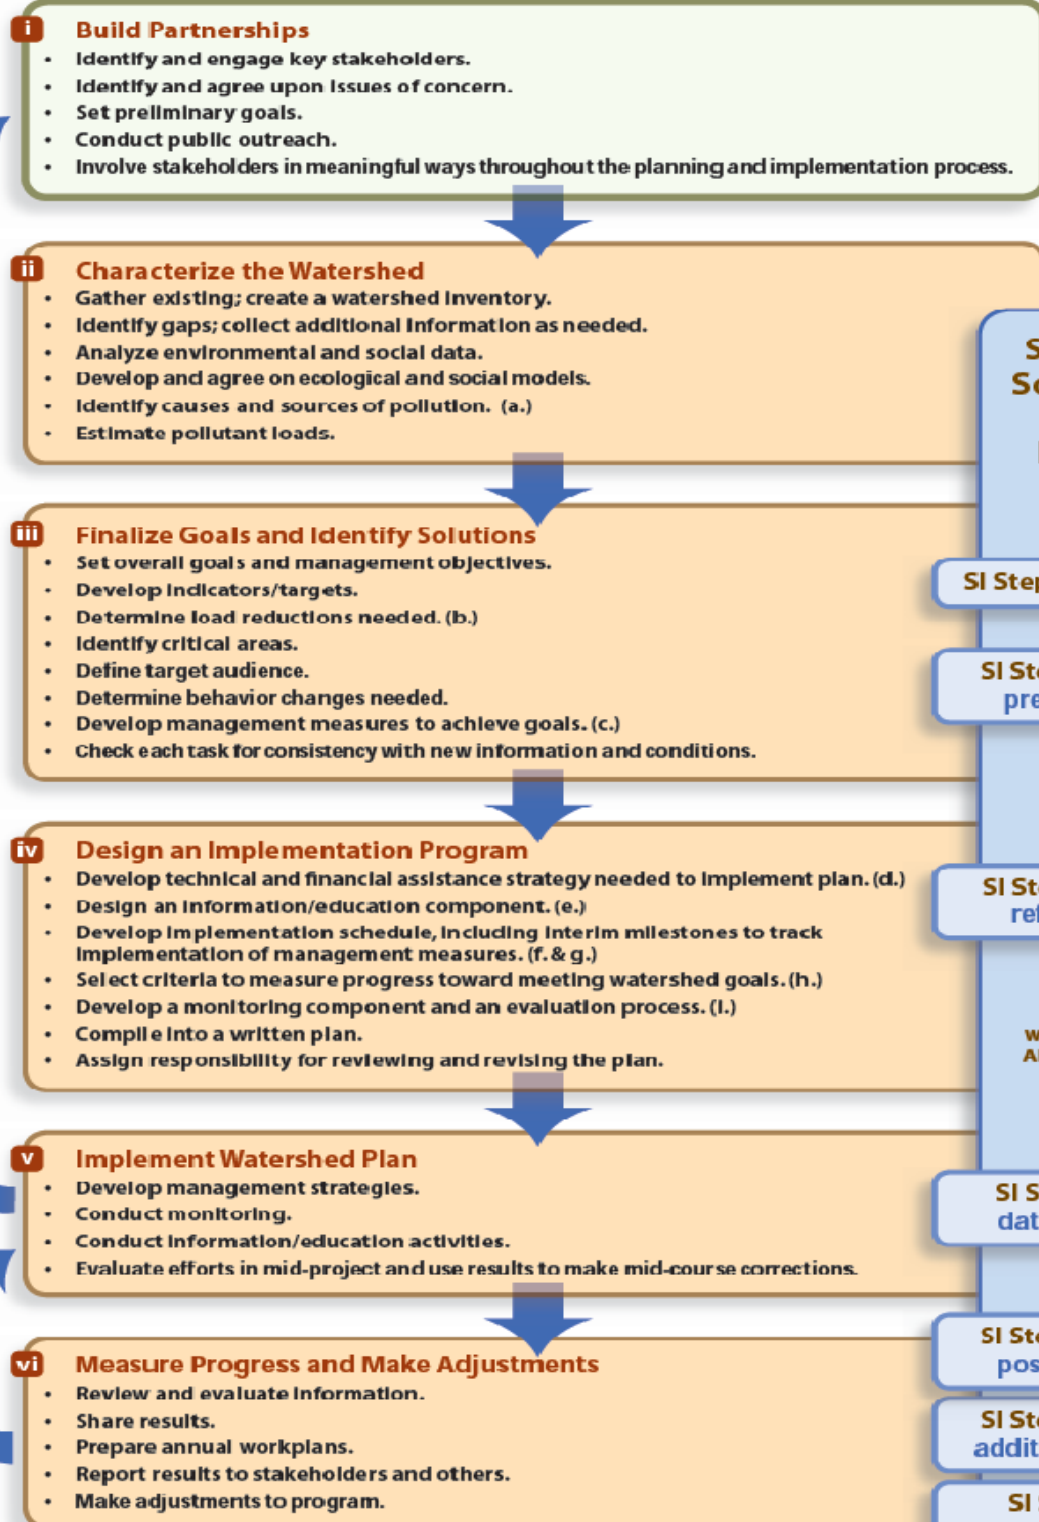 i Build Partnerships
• Identify and engage key stakeholders.
• Identify and agree upon issues of concern.
• Set preliminary goals.
• Conduct public outreach.
• Involve stakeholders in meaningful ways throughout the planning and implementation process.
ii Characterize the Watershed
• Gather existing; create a watershed inventory.
• Identify gaps; collect additional information as needed.
• Analyze environmental and social data.
• Develop and agree on ecological and social models.
• Identify causes and sources of pollution. (a.)
• Estimate pollutant loads.
iii Finalize Goals and Identify Solutions
• Set overall goals and management objectives.
• Develop indicators/targets.
• Determine load reductions needed. (b.)
• Identify critical areas.
• Define target audience.
• Determine behavior changes needed.
• Develop management measures to achieve goals. (c.)
• Check each task for consistency with new information and conditions.
SI
SI
iv Design an Implementation Program
• Develop technical and financial assistance strategy needed to implement plan. (d.)
• Design an information/education component. (e.)
• Develop implementation schedule, including interim milestones to track
implementation of management measures. (f. & g.)
• Select criteria to measure progress toward meeting watershed goals. (h.)
• Develop a monitoring component and an evaluation process. (i.)
• Compile into a written plan.
• Assign responsibility for reviewing and revising the plan.
SI
v Implement Watershed Plan
• Develop management strategies.
• Conduct monitoring.
• Conduct information/education activities.
• Evaluate efforts in mid-project and use results to make mid-course corrections.
SI
vi Measure Progress and Make Adjustments
• Review and evaluate information.
• Share results.
• Prepare annual workplans.
• Report results to stakeholders and others.
• Make adjustments to program.
SI
SI
SI